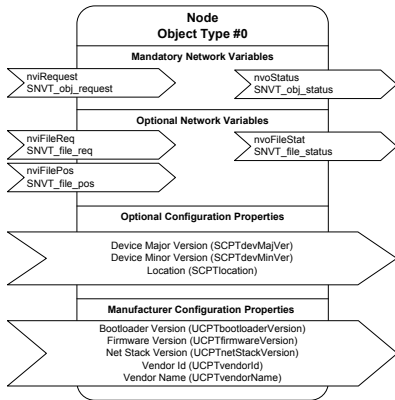 Node
Object Type #0
Mandatory Network Variables
nviRequest
SNVT_obj_request
nvoStatus
SNVT_obj_status
Optional Network Variables
nviFileReq
SNVT_file_req
nvoFileStat
SNVT_file_status
nviFilePos
SNVT_file_pos
Optional Configuration Properties
Device Major Version (SCPTdevMajVer)
Device Minor Version (SCPTdevMinVer)
Location (SCPTlocation)
Manufacturer Configuration Properties
Bootloader Version (UCPTbootloaderVersion)
Firmware Version (UCPTfirmwareVersion)
Net Stack Version (UCPTnetStackVersion)
Vendor Id (UCPTvendorId)
Vendor Name (UCPTvendorName)